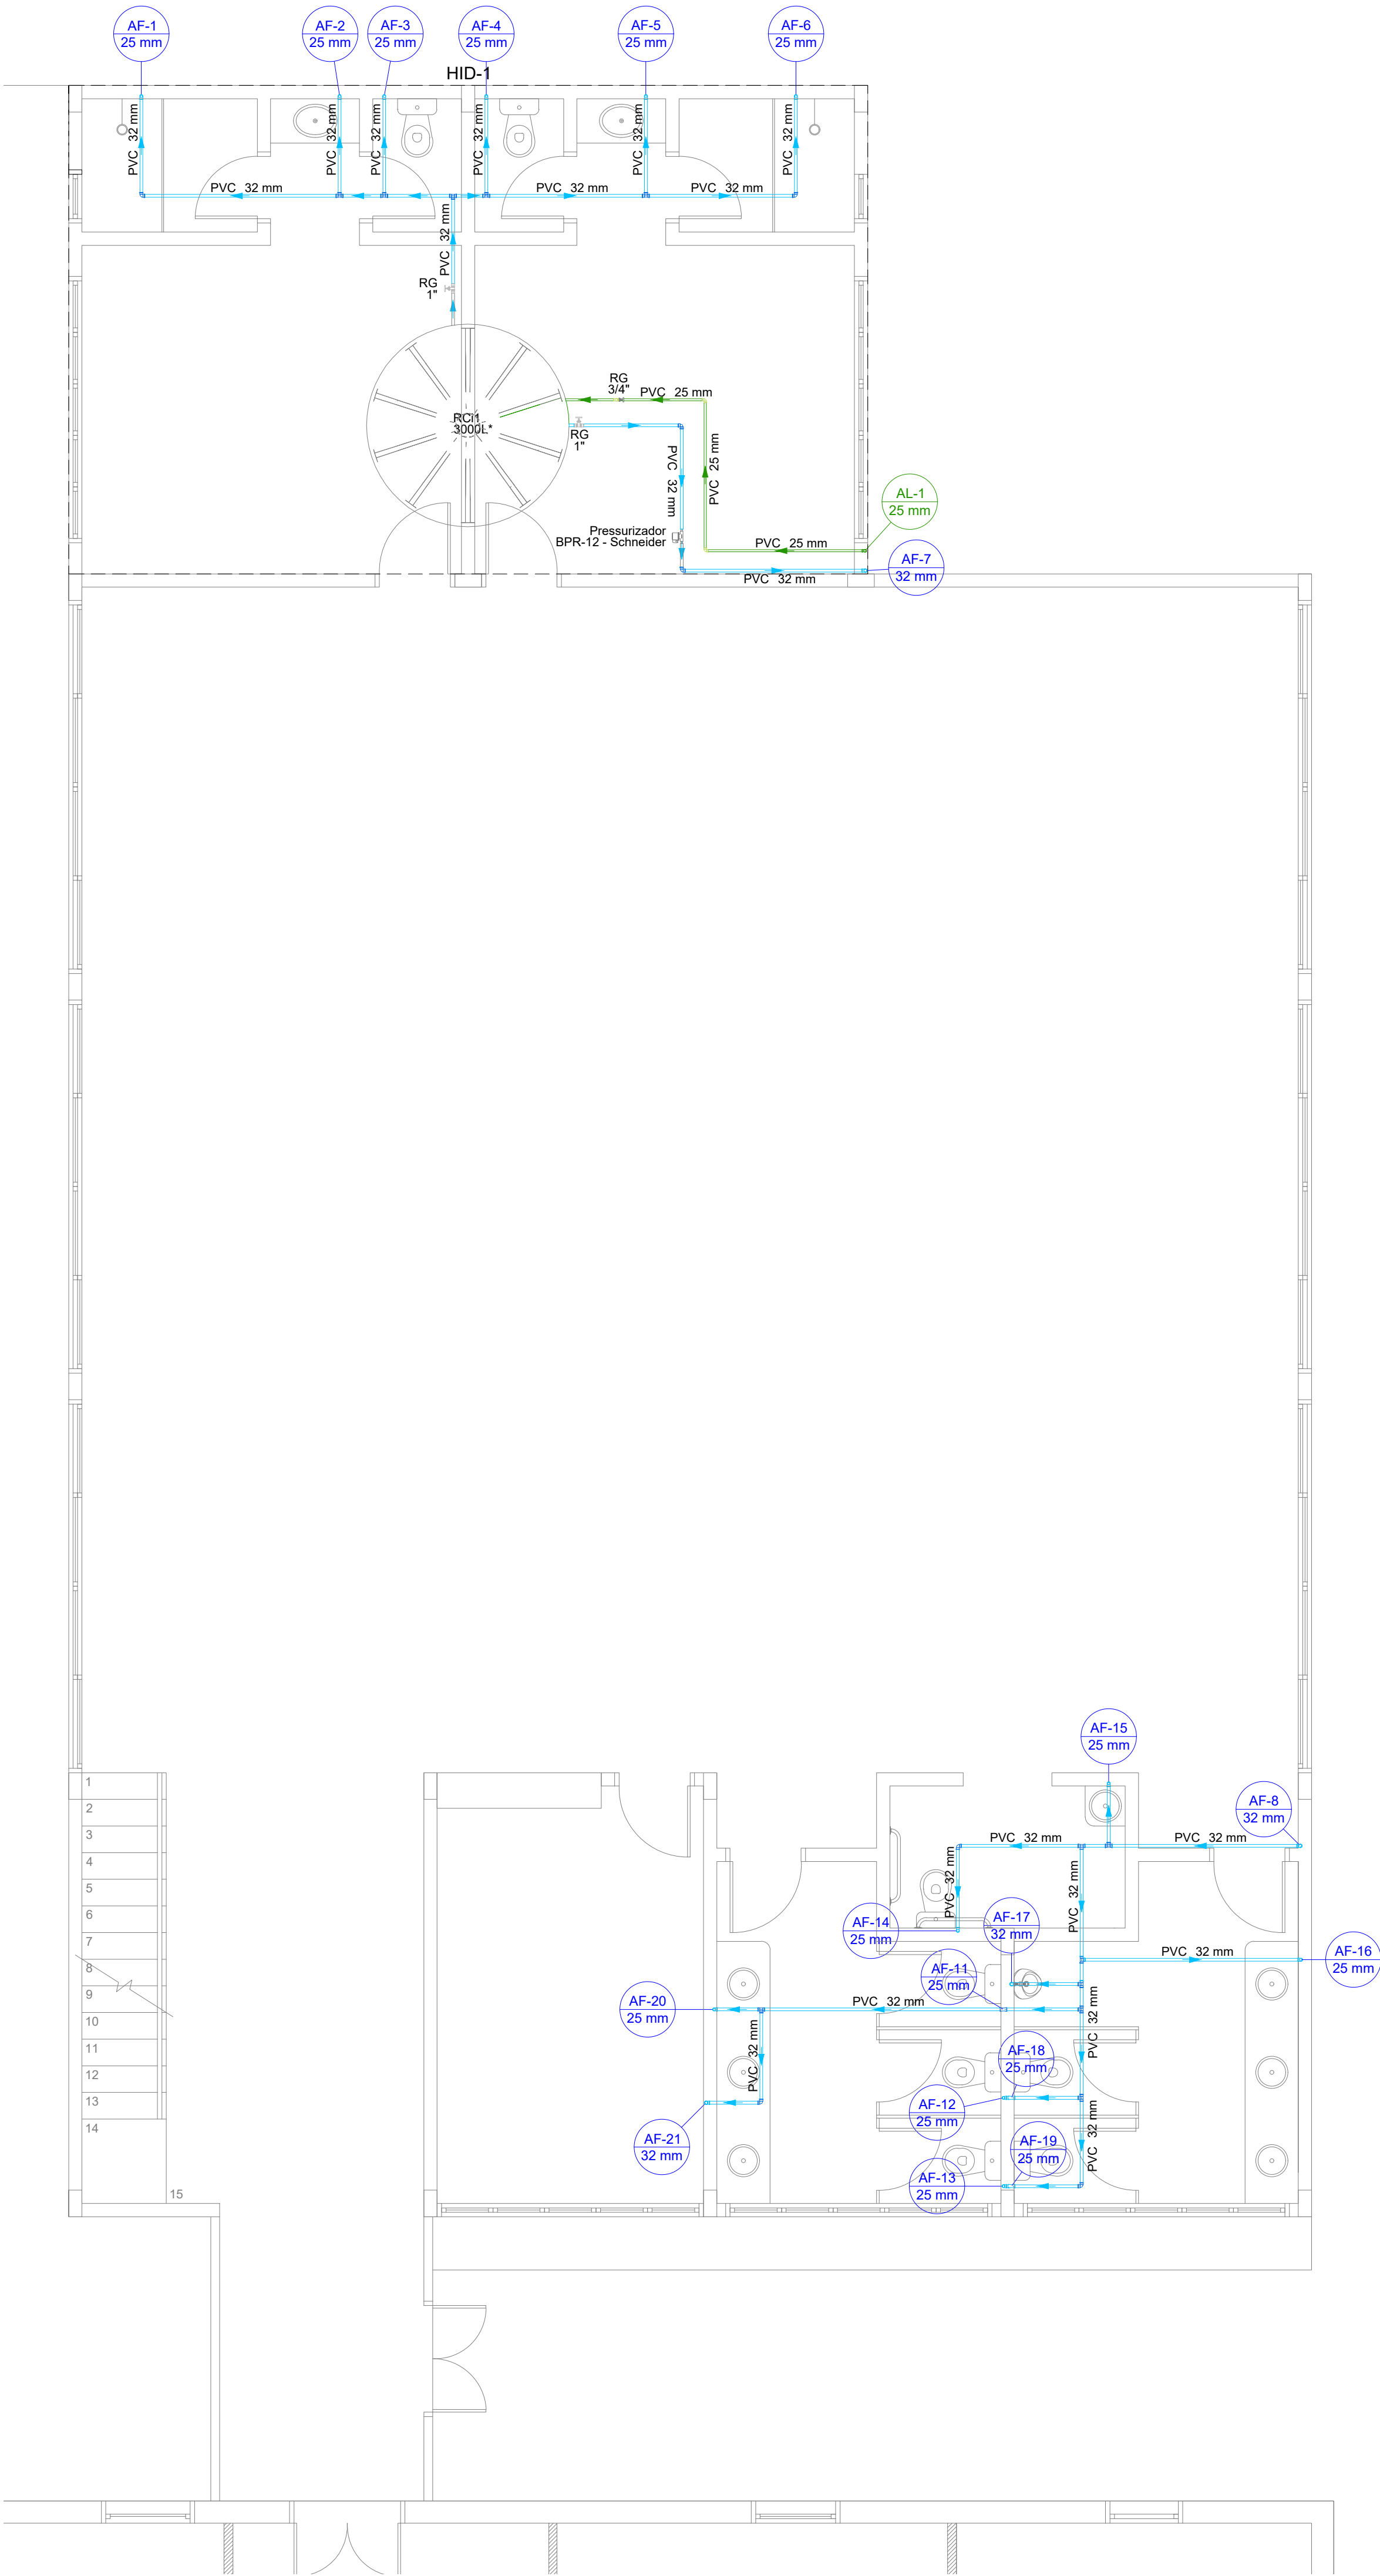 AF-1
25 mm
AF-2
25 mm
AF-3
25 mm
AF-4
25 mm
AF-5
25 mm
AF-6
25 mm
HID-1
PVC 32 mm
PVC 32 mm
PVC 32 mm
PVC 32 mm
PVC 32 mm
PVC 32 mm
PVC 32 mm
PVC 32 mm
PVC 32 mm
PVC 32 mm
RG
1"
RG
3/4"
PVC 25 mm
RCi1
3000L*
RG
1"
PVC 32 mm
PVC 25 mm
AL-1
25 mm
Pressurizador
BPR-12 - Schneider
PVC 25 mm
AF-7
32 mm
PVC 32 mm
AF-15
25 mm
1
2
3
4
5
6
7
8
9
10
11
12
13
14
15
AF-8
32 mm
PVC 32 mm
PVC 32 mm
PVC 32 mm
PVC 32 mm
AF-14
25 mm
AF-17
32 mm
PVC 32 mm
AF-16
25 mm
AF-11
25 mm
AF-20
25 mm
PVC 32 mm
PVC 32 mm
PVC 32 mm
AF-18
25 mm
AF-12
25 mm
AF-21
32 mm
PVC 32 mm
AF-19
25 mm
AF-13
25 mm